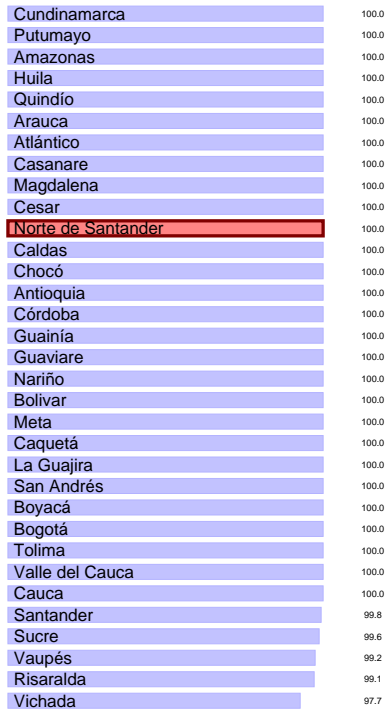 Cundinamarca 100.0
Putumayo 100.0
Amazonas 100.0
Huila 100.0
Quindío 100.0
Arauca 100.0
Atlántico 100.0
Casanare 100.0
Magdalena 100.0
Cesar 100.0
Norte de Santander 100.0
Caldas 100.0
Chocó 100.0
Antioquia 100.0
Córdoba 100.0
Guainía 100.0
Guaviare 100.0
Nariño 100.0
Bolivar 100.0
Meta 100.0
Caquetá 100.0
La Guajira 100.0
San Andrés 100.0
Boyacá 100.0
Bogotá 100.0
Tolima 100.0
Valle del Cauca 100.0
Cauca 100.0
Santander 99.8
Sucre 99.6
Vaupés 99.2
Risaralda 99.1
Vichada 97.7